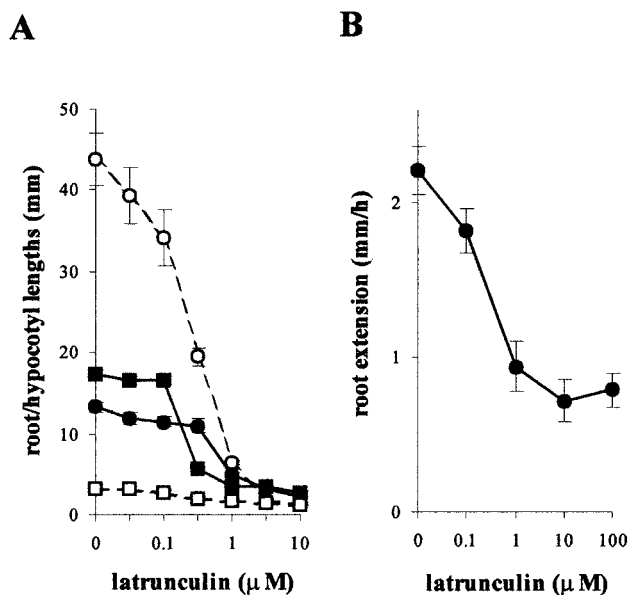 A
B
root/hypocotyl lengths (mm)
50
40
30
20
10
0
0 0.1 1 10
latrunculin (μ M)
root extension (mm/h)
2
1
0
0 0.1 1 10 100
latrunculin (μ M)